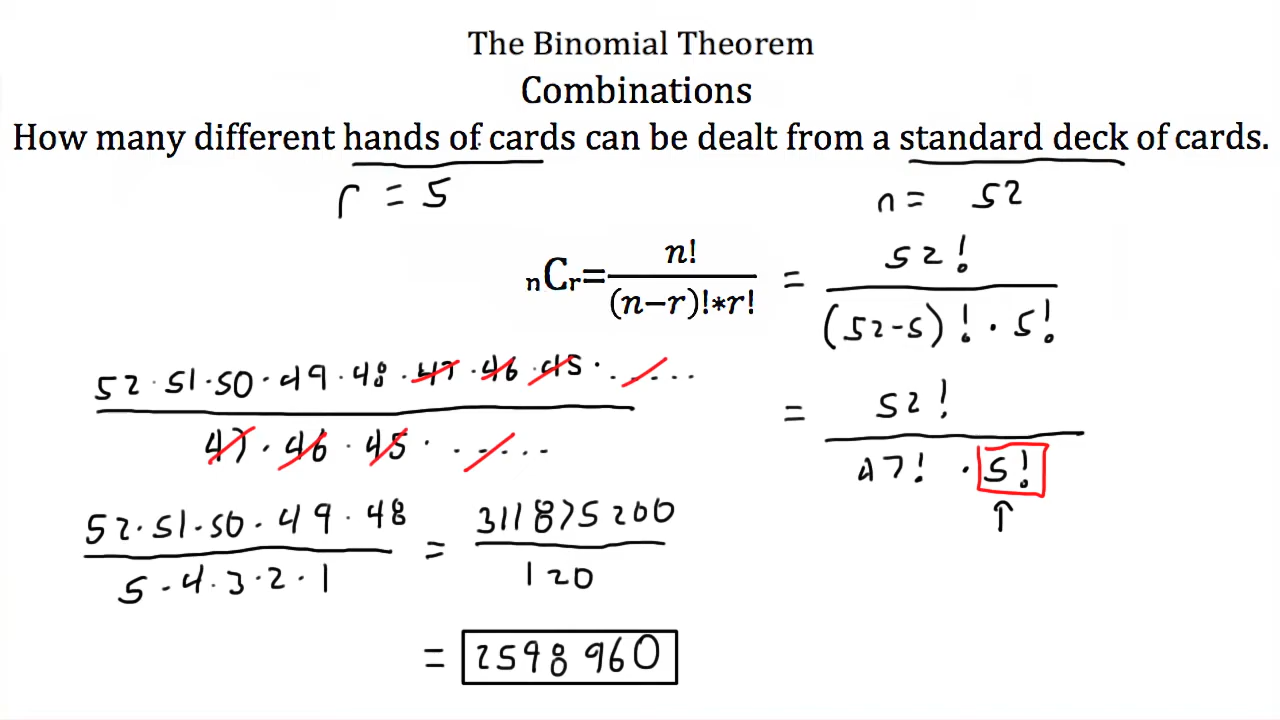 The Binomial Theorem
Combinations
How many different hands of cards can be dealt from a standard deck of cards.
r = 5
n = 52
nCr= n! / (n−r)!∗r! = 52! / (52-5)! · 5!
52 · 51 · 50 · 49 · 48 · 47 · 46 · 45 · ......
47 · 46 · 45 · ......
= 52! / 47! · 5!
↑
52 · 51 · 50 · 49 · 48 / 5 · 4 · 3 · 2 · 1 = 311875200 / 120
= 2598960